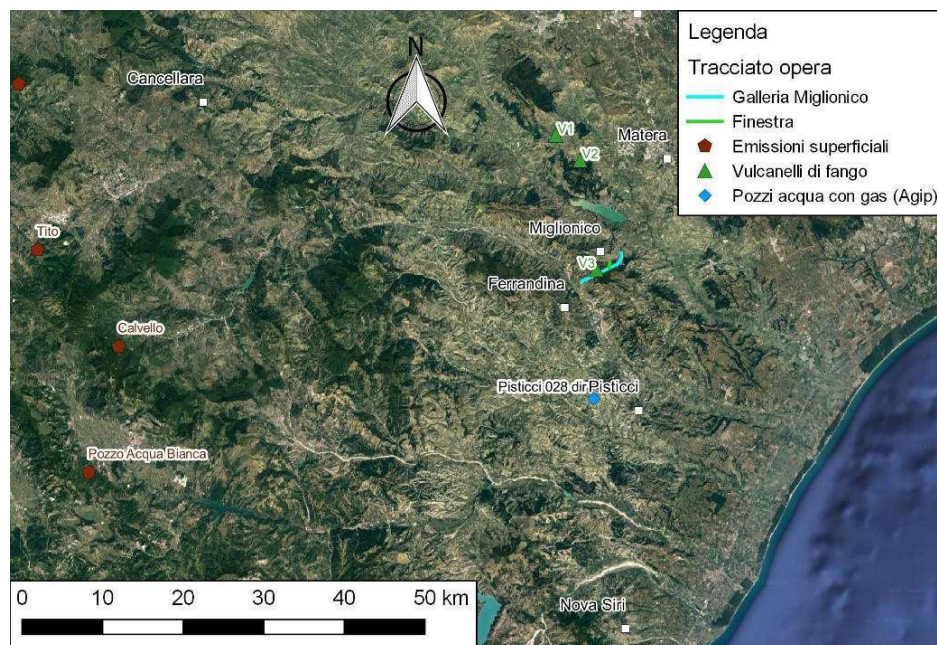 Legenda
Tracciato opera
Galleria Miglionico
Finestra
Emissioni superficiali
Vulcanelli di fango
Pozzi acqua con gas (Agip)
N
Cancellara
V1
V2
Matera
Tito
Miglionico
V3
Ferrandina
Calvello
Pisticci 028 dir Pisticci
Pozzo Acqua Bianca
0 10 20 30 40 50 km
Nova Siri